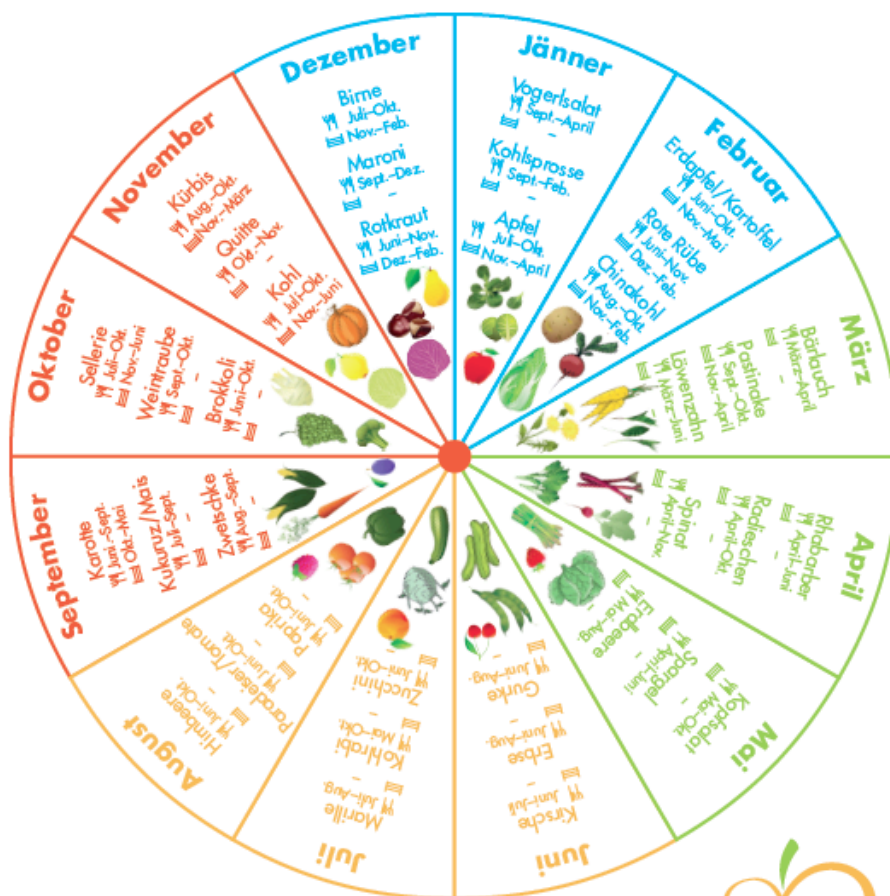 Jänner
Vogerlsalat
Sept.–April
–
Kohlsprosse
Sept.–Feb.
–
Apfel
Juli–Okt.
Nov.–April
Februar
Erdapfel/Kartoffel
Juni–Okt.
Nov.–Mai
Rote Rübe
Juni–Nov.
Dez.–Feb.
Chinakohl
Aug.–Okt.
Nov.–Feb.
März
Bärlauch
März–April
–
Pastinake
Sept.–Okt.
Nov.–April
Löwenzahn
März–Juni
–
April
Rhabarber
April–Juni
–
Radieschen
April–Okt.
–
Spinat
April–Nov.
–
Mai
Kopfsalat
Mai–Okt.
–
Spargel
April–Juni
–
Erdbeere
Mai–Aug.
–
Juni
Kirsche
Juni–Juli
–
Erbse
Juni–Aug.
–
Gurke
Juni–Aug.
–
Juli
Marille
Juli–Aug.
–
Kohlrabi
Mai–Okt.
–
Zucchini
Juni–Okt.
–
August
Himbeere
Juni–Okt.
–
Paradeiser/Tomate
Juni–Okt.
–
Paprika
Juni–Okt.
–
September
Karotte
Juni–Sept.
Okt.–Mai
Kukuruz/Mais
Juli–Sept.
–
Zwetschke
Aug.–Sept.
–
Oktober
Sellerie
Juli–Okt.
Nov–Juni
Weintraube
Sept–Okt.
–
Brokkoli
Juni–Okt.
–
November
Kürbis
Aug.–Okt.
Nov–März
Quitte
Okt.–Nov.
–
Kohl
Juli–Okt.
Nov–Juni
Dezember
Birne
Juli–Okt.
Nov.–Feb.
Maroni
Sept.–Dez.
–
Rotkraut
Juni–Nov.
Dez.–Feb.